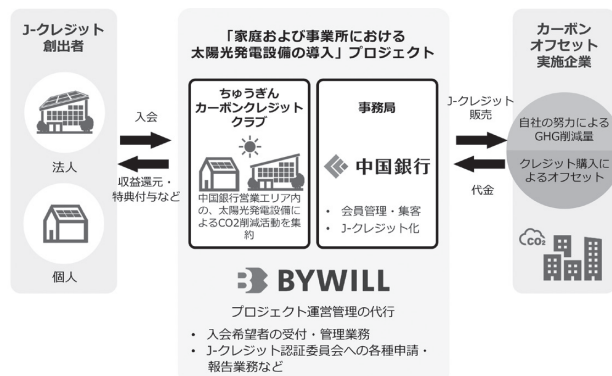 J-クレジット
創出者
法人
個人
入会
収益還元・
特典付与など
「家庭および事業所における
太陽光発電設備の導入」プロジェクト
ちゅうぎん
カーボンクレジット
クラブ
中国銀行営業エリア内
の、太陽光発電設備に
よるCO2削減活動を集
約
事務局
中国銀行
• 会員管理・集客
• J-クレジット化
BYWILL
プロジェクト運営管理の代行
• 入会希望者の受付・管理業務
• J-クレジット認証委員会への各種申請・
報告業務など
J-クレジット
販売
代金
カーボン
オフセット
実施企業
自社の努力による
GHG削減量
クレジット購入に
よるオフセット
CO₂